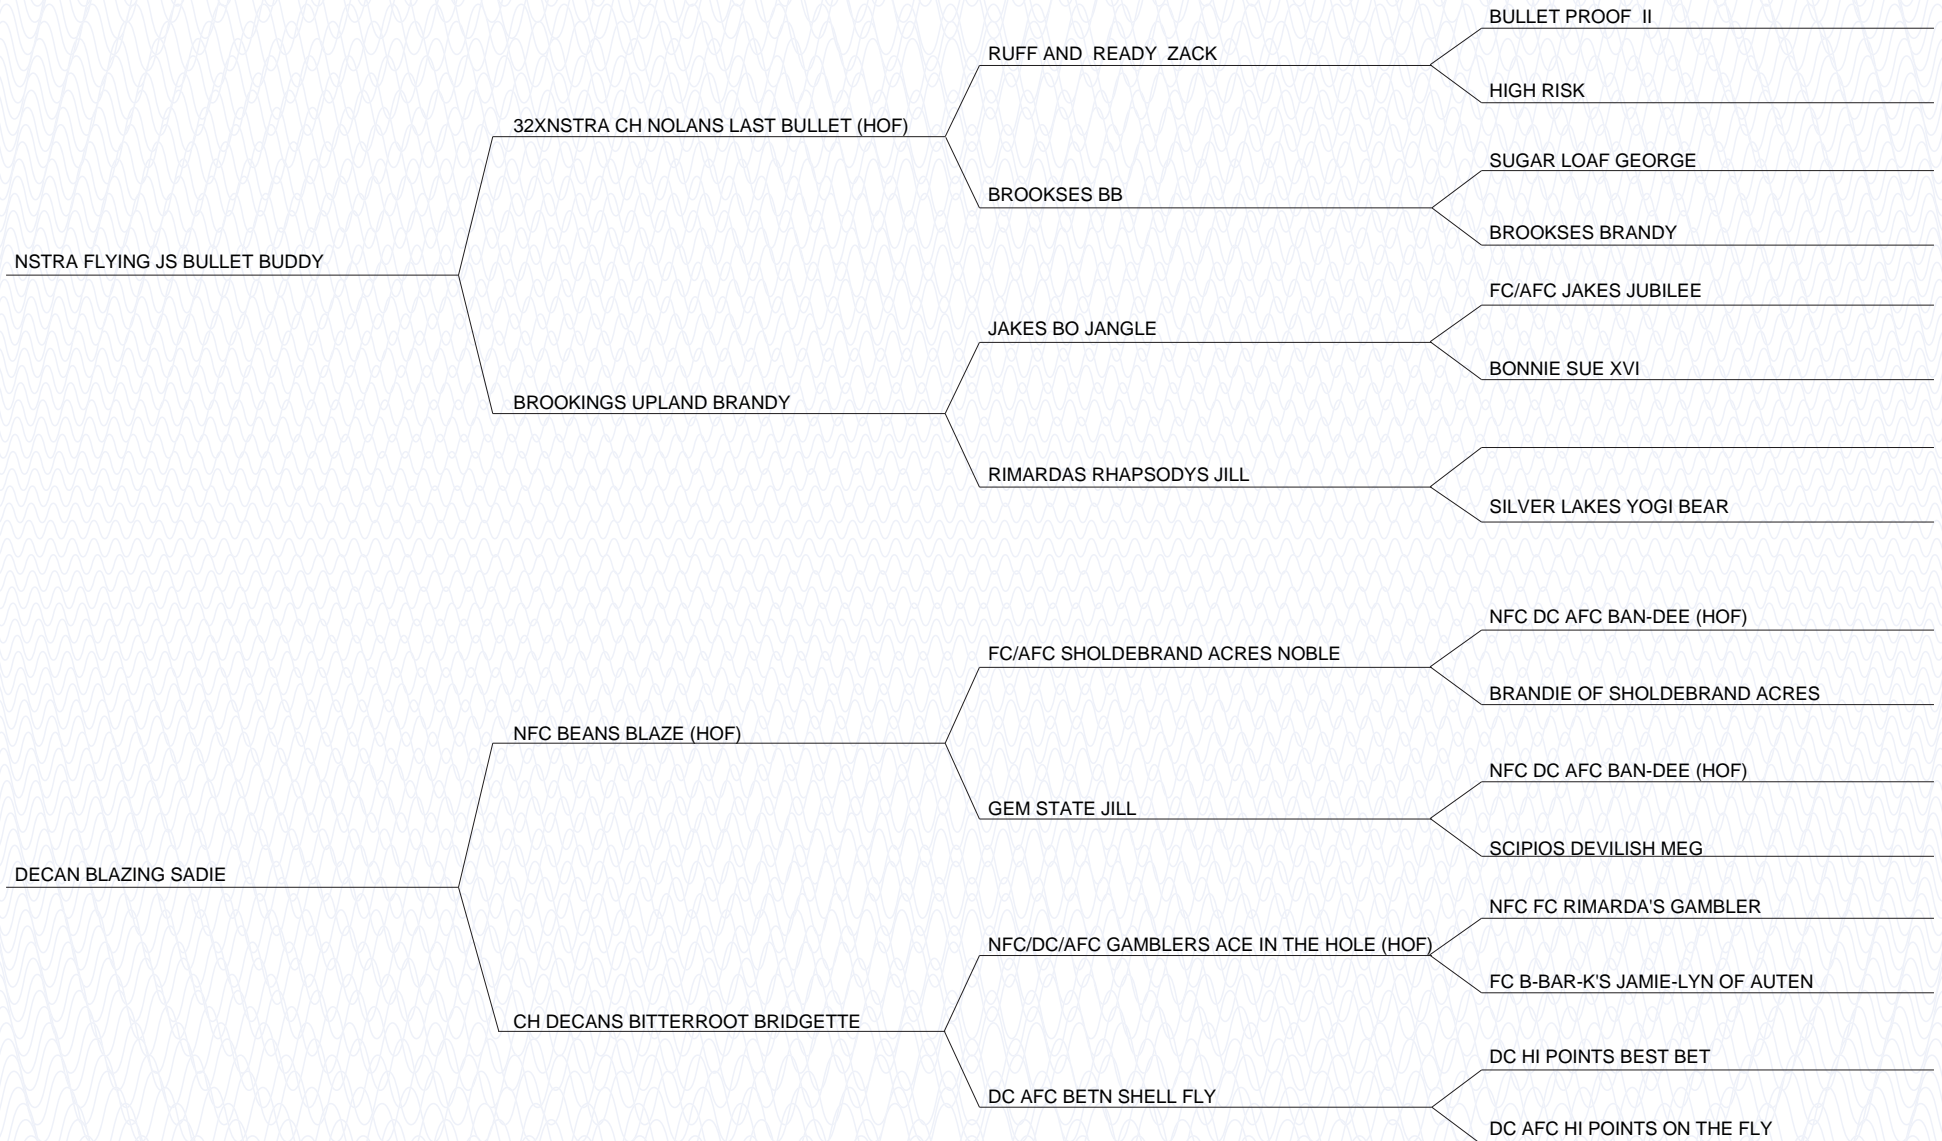 BULLET PROOF  II
RUFF AND  READY  ZACK
HIGH RISK
32XNSTRA CH NOLANS LAST BULLET (HOF)
SUGAR LOAF GEORGE
BROOKSES BB
BROOKSES BRANDY
NSTRA FLYING JS BULLET BUDDY
FC/AFC JAKES JUBILEE
JAKES BO JANGLE
BONNIE SUE XVI
BROOKINGS UPLAND BRANDY
RIMARDAS RHAPSODYS JILL
SILVER LAKES YOGI BEAR
NFC DC AFC BAN-DEE (HOF)
FC/AFC SHOLDEBRAND ACRES NOBLE
BRANDIE OF SHOLDEBRAND ACRES
NFC BEANS BLAZE (HOF)
NFC DC AFC BAN-DEE (HOF)
GEM STATE JILL
SCIPIOS DEVILISH MEG
DECAN BLAZING SADIE
NFC FC RIMARDA'S GAMBLER
NFC/DC/AFC GAMBLERS ACE IN THE HOLE (HOF)
FC B-BAR-K'S JAMIE-LYN OF AUTEN
CH DECANS BITTERROOT BRIDGETTE
DC HI POINTS BEST BET
DC AFC BETN SHELL FLY
DC AFC HI POINTS ON THE FLY